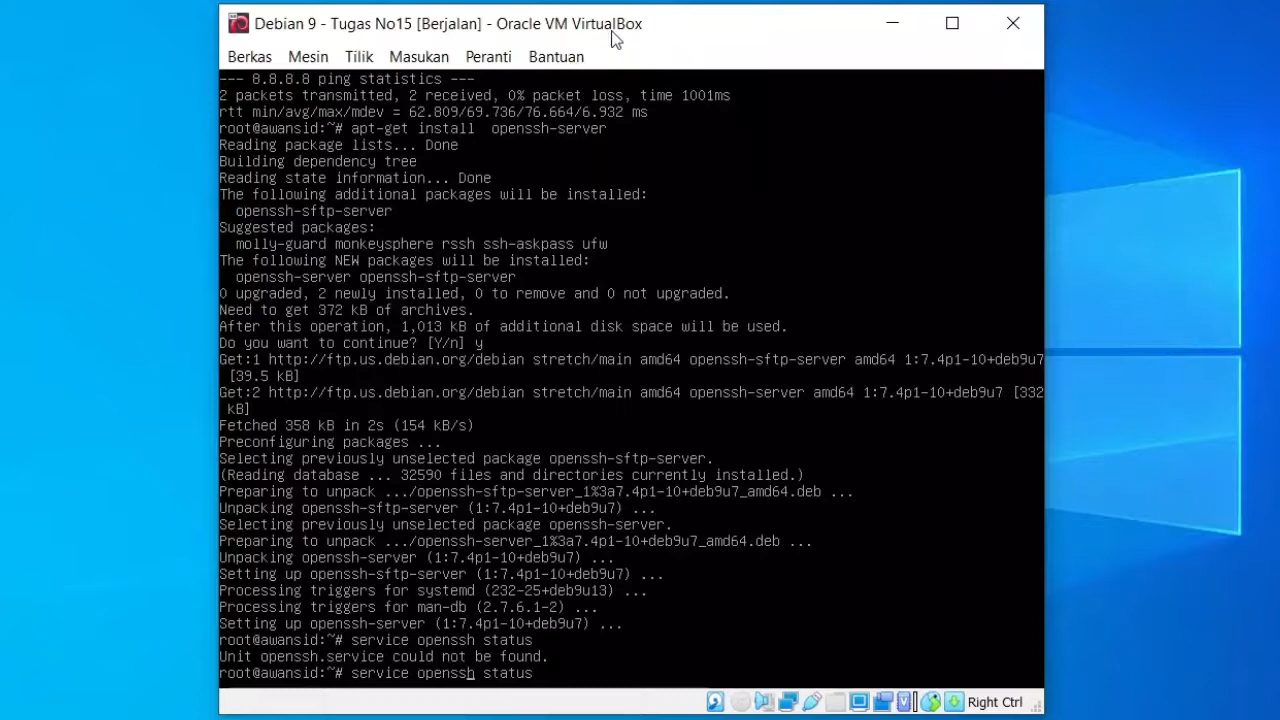 Debian 9 - Tugas No15 [Berjalan] - Oracle VM VirtualBox
Berkas Mesin Tilik Masukan Peranti Bantuan
--- 8.8.8.8 ping statistics ---
2 packets transmitted, 2 received, 0% packet loss, time 1001ms
rtt min/avg/max/mdev = 62.809/69.736/76.664/6.932 ms
root@awansid:~# apt-get install  openssh-server
Reading package lists... Done
Building dependency tree
Reading state information... Done
The following additional packages will be installed:
  openssh-sftp-server
Suggested packages:
  molly-guard monkeysphere rssh ssh-askpass ufw
The following NEW packages will be installed:
  openssh-server openssh-sftp-server
0 upgraded, 2 newly installed, 0 to remove and 0 not upgraded.
Need to get 372 kB of archives.
After this operation, 1,013 kB of additional disk space will be used.
Do you want to continue? [Y/n] y
Get:1 http://ftp.us.debian.org/debian stretch/main amd64 openssh-sftp-server amd64 1:7.4p1-10+deb9u7
 [39.5 kB]
Get:2 http://ftp.us.debian.org/debian stretch/main amd64 openssh-server amd64 1:7.4p1-10+deb9u7 [332
 kB]
Fetched 358 kB in 2s (154 kB/s)
Preconfiguring packages ...
Selecting previously unselected package openssh-sftp-server.
(Reading database ... 32590 files and directories currently installed.)
Preparing to unpack .../openssh-sftp-server_1%3a7.4p1-10+deb9u7_amd64.deb ...
Unpacking openssh-sftp-server (1:7.4p1-10+deb9u7) ...
Selecting previously unselected package openssh-server.
Preparing to unpack .../openssh-server_1%3a7.4p1-10+deb9u7_amd64.deb ...
Unpacking openssh-server (1:7.4p1-10+deb9u7) ...
Setting up openssh-sftp-server (1:7.4p1-10+deb9u7) ...
Processing triggers for systemd (232-25+deb9u13) ...
Processing triggers for man-db (2.7.6.1-2) ...
Setting up openssh-server (1:7.4p1-10+deb9u7) ...
root@awansid:~# service openssh status
Unit openssh.service could not be found.
root@awansid:~# service openssh status
Right Ctrl